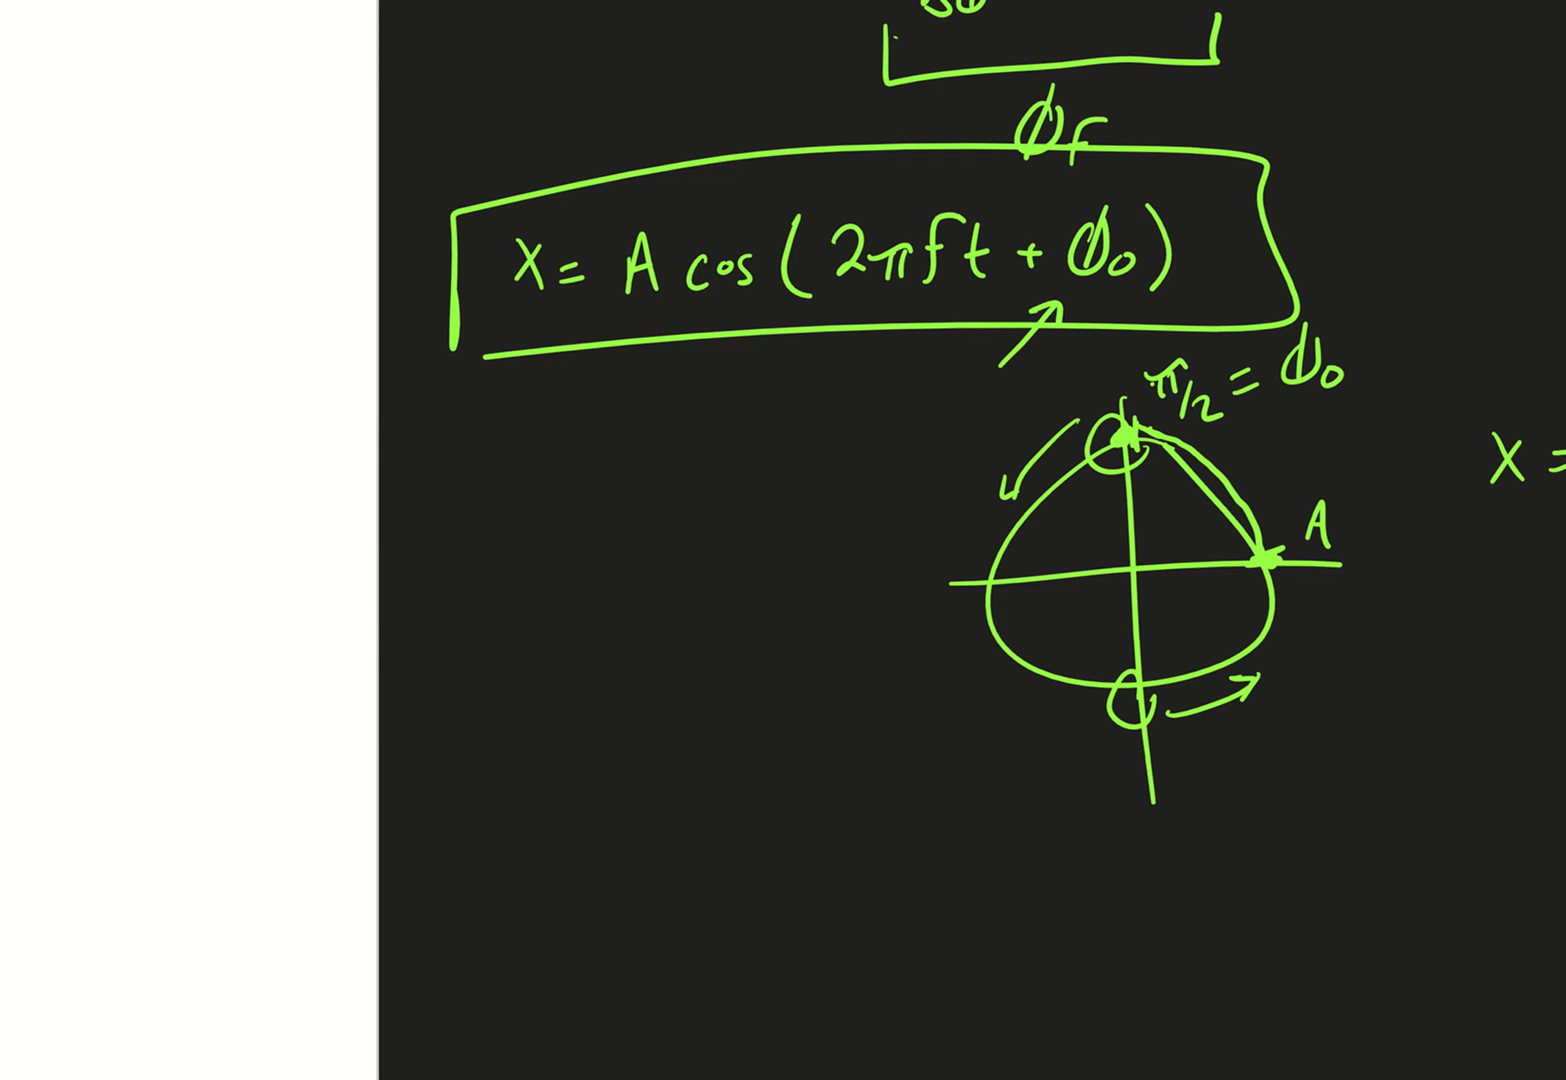 ϕf
X = A cos(2πft + ϕ₀)
π/2 = ϕ₀
A
X =